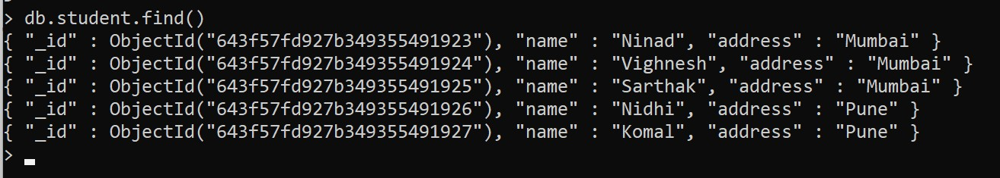 > db.student.find()
{ "_id" : ObjectId("643f57fd927b349355491923"), "name" : "Ninad", "address" : "Mumbai" }
{ "_id" : ObjectId("643f57fd927b349355491924"), "name" : "Vighnesh", "address" : "Mumbai" }
{ "_id" : ObjectId("643f57fd927b349355491925"), "name" : "Sarthak", "address" : "Mumbai" }
{ "_id" : ObjectId("643f57fd927b349355491926"), "name" : "Nidhi", "address" : "Pune" }
{ "_id" : ObjectId("643f57fd927b349355491927"), "name" : "Komal", "address" : "Pune" }
>